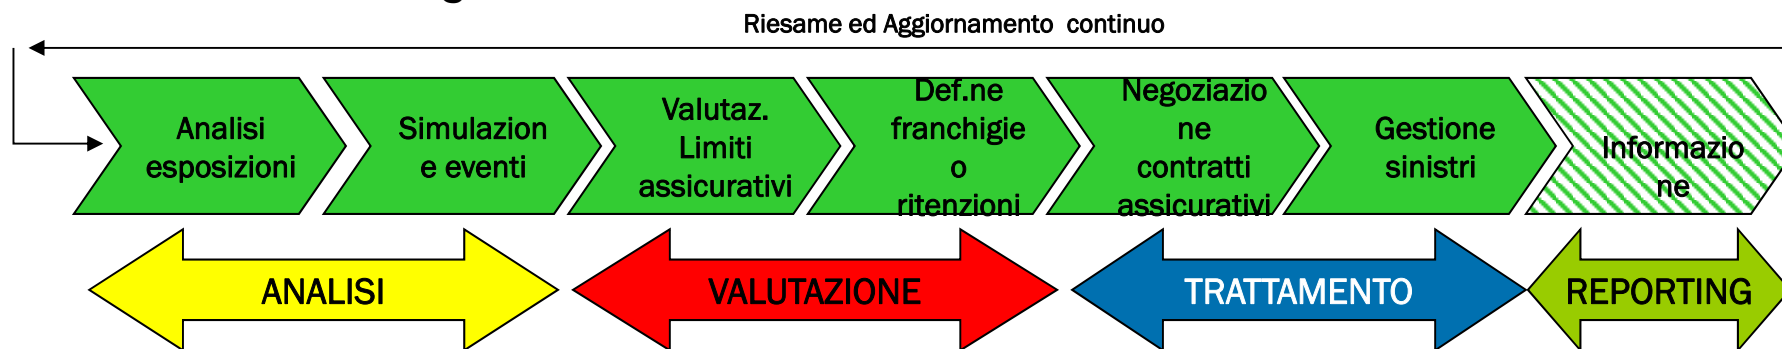 Riesame ed Aggiornamento continuo
Analisi
esposizioni
Simulazion
e eventi
Valutaz.
Limiti
assicurativi
Def.ne
franchigie
o
ritenzioni
Negoziazio
ne
contratti
assicurativi
Gestione
sinistri
Informazio
ne
ANALISI
VALUTAZIONE
TRATTAMENTO
REPORTING